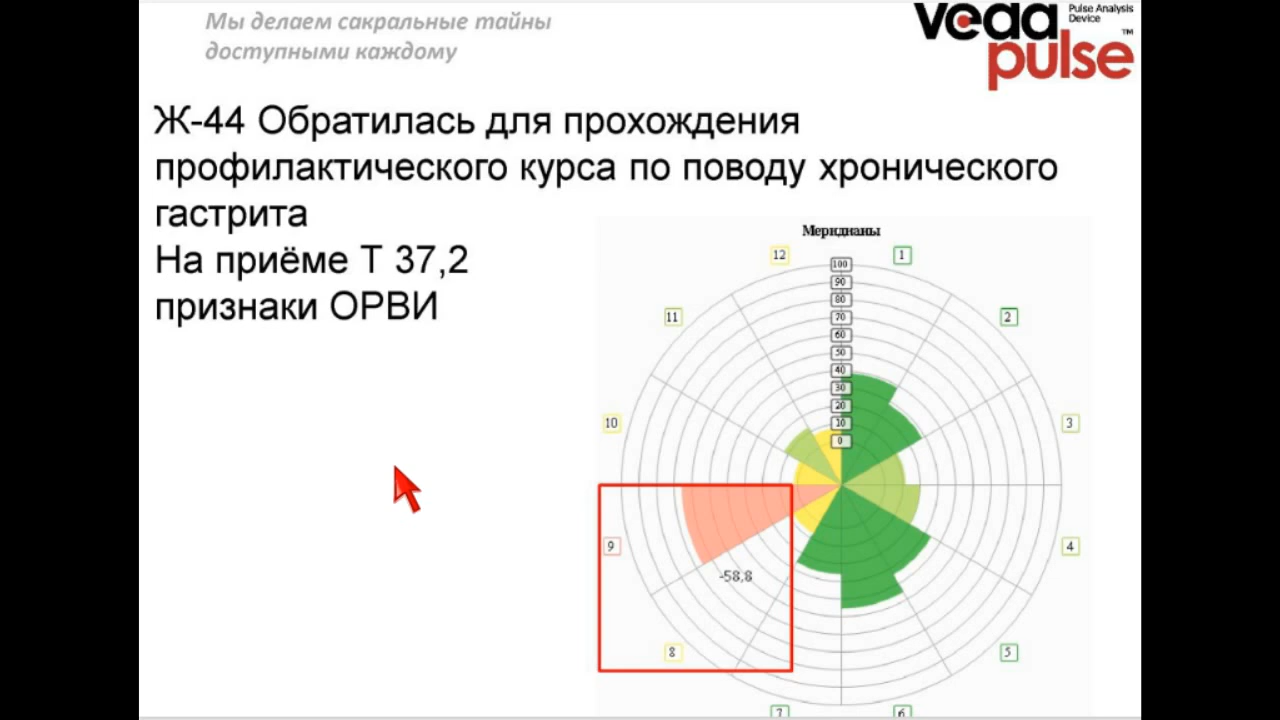 Мы делаем сакральные тайны
доступными каждому
veda
Pulse Analysis
Device
pulse
™
Ж-44 Обратилась для прохождения
профилактического курса по поводу хронического
гастрита
На приёме Т 37,2
признаки ОРВИ
Меридианы
12
1
100
90
80
11
2
70
60
50
40
30
20
10
3
10
0
9
4
-58,8
8
5
7
6